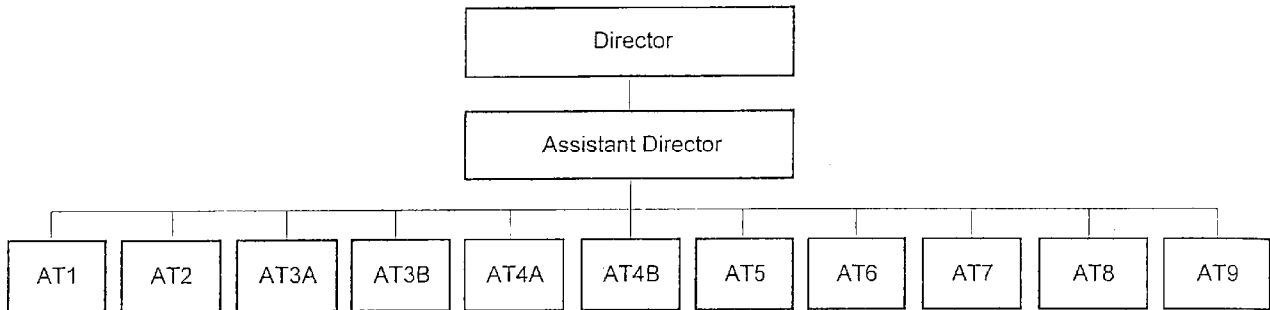 Director
Assistant Director
AT1 AT2 AT3A AT3B AT4A AT4B AT5 AT6 AT7 AT8 AT9